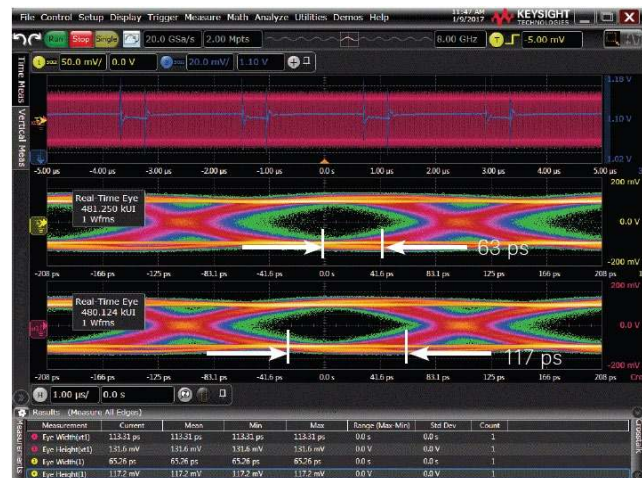 File Control Setup Display Trigger Measure Math Analyze Utilities Demos Help
11:47 AM
1/9/2017
KEYSIGHT
TECHNOLOGIES
Run Stop Single 20.0 GSa/s 2.00 Mpts 8.00 GHz T -5.00 mV
50.0 mV/ 0.0 V 20.0 mV/ 1.10 V
Time Meas
Vertical Meas
1.18 V
1.10 V
1.02 V
-5.00 µs -4.00 µs -3.00 µs -2.00 µs -1.00 µs 0.0 s 1.00 µs 2.00 µs 3.00 µs 4.00 µs 5.00 µs
200 mV
Real-Time Eye
481.250 kUI
1 Wfms
0.0 V
63 ps
-200 mV
-208 ps -166 ps -125 ps -83.1 ps -41.6 ps 0.0 s 41.6 ps 83.1 ps 125 ps 166 ps 208 ps
200 mV
Real-Time Eye
480.124 kUI
1 Wfms
0.0 V
117 ps
-200 mV
-208 ps -166 ps -125 ps -83.1 ps -41.6 ps 0.0 s 41.6 ps 83.1 ps 125 ps 166 ps 208 ps
H 1.00 µs/ 0.0 s
Results (Measure All Edges)
Measurement Current Mean Min Max Range (Max-Min) Std Dev Count
Eye Width(xt1) 113.31 ps 113.31 ps 113.31 ps 113.31 ps 0.0 s 0.0 s 1
Eye Height(xt1) 131.6 mV 131.6 mV 131.6 mV 131.6 mV 0.0 V 0.0 V 1
Eye Width(1) 65.26 ps 65.26 ps 65.26 ps 65.26 ps 0.0 s 0.0 s 1
Eye Height(1) 117.2 mV 117.2 mV 117.2 mV 117.2 mV 0.0 V 0.0 V 1
Measurements
Crosstalk